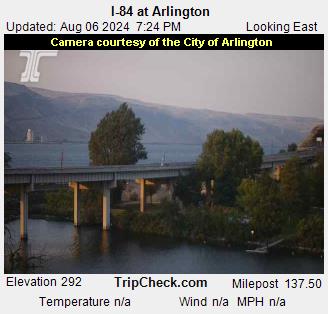 I-84 at Arlington
Updated: Aug 06 2024 7:24 PM Looking East
Camera courtesy of the City of Arlington
Elevation 292 TripCheck.com Milepost 137.50
Temperature n/a Wind n/a MPH n/a